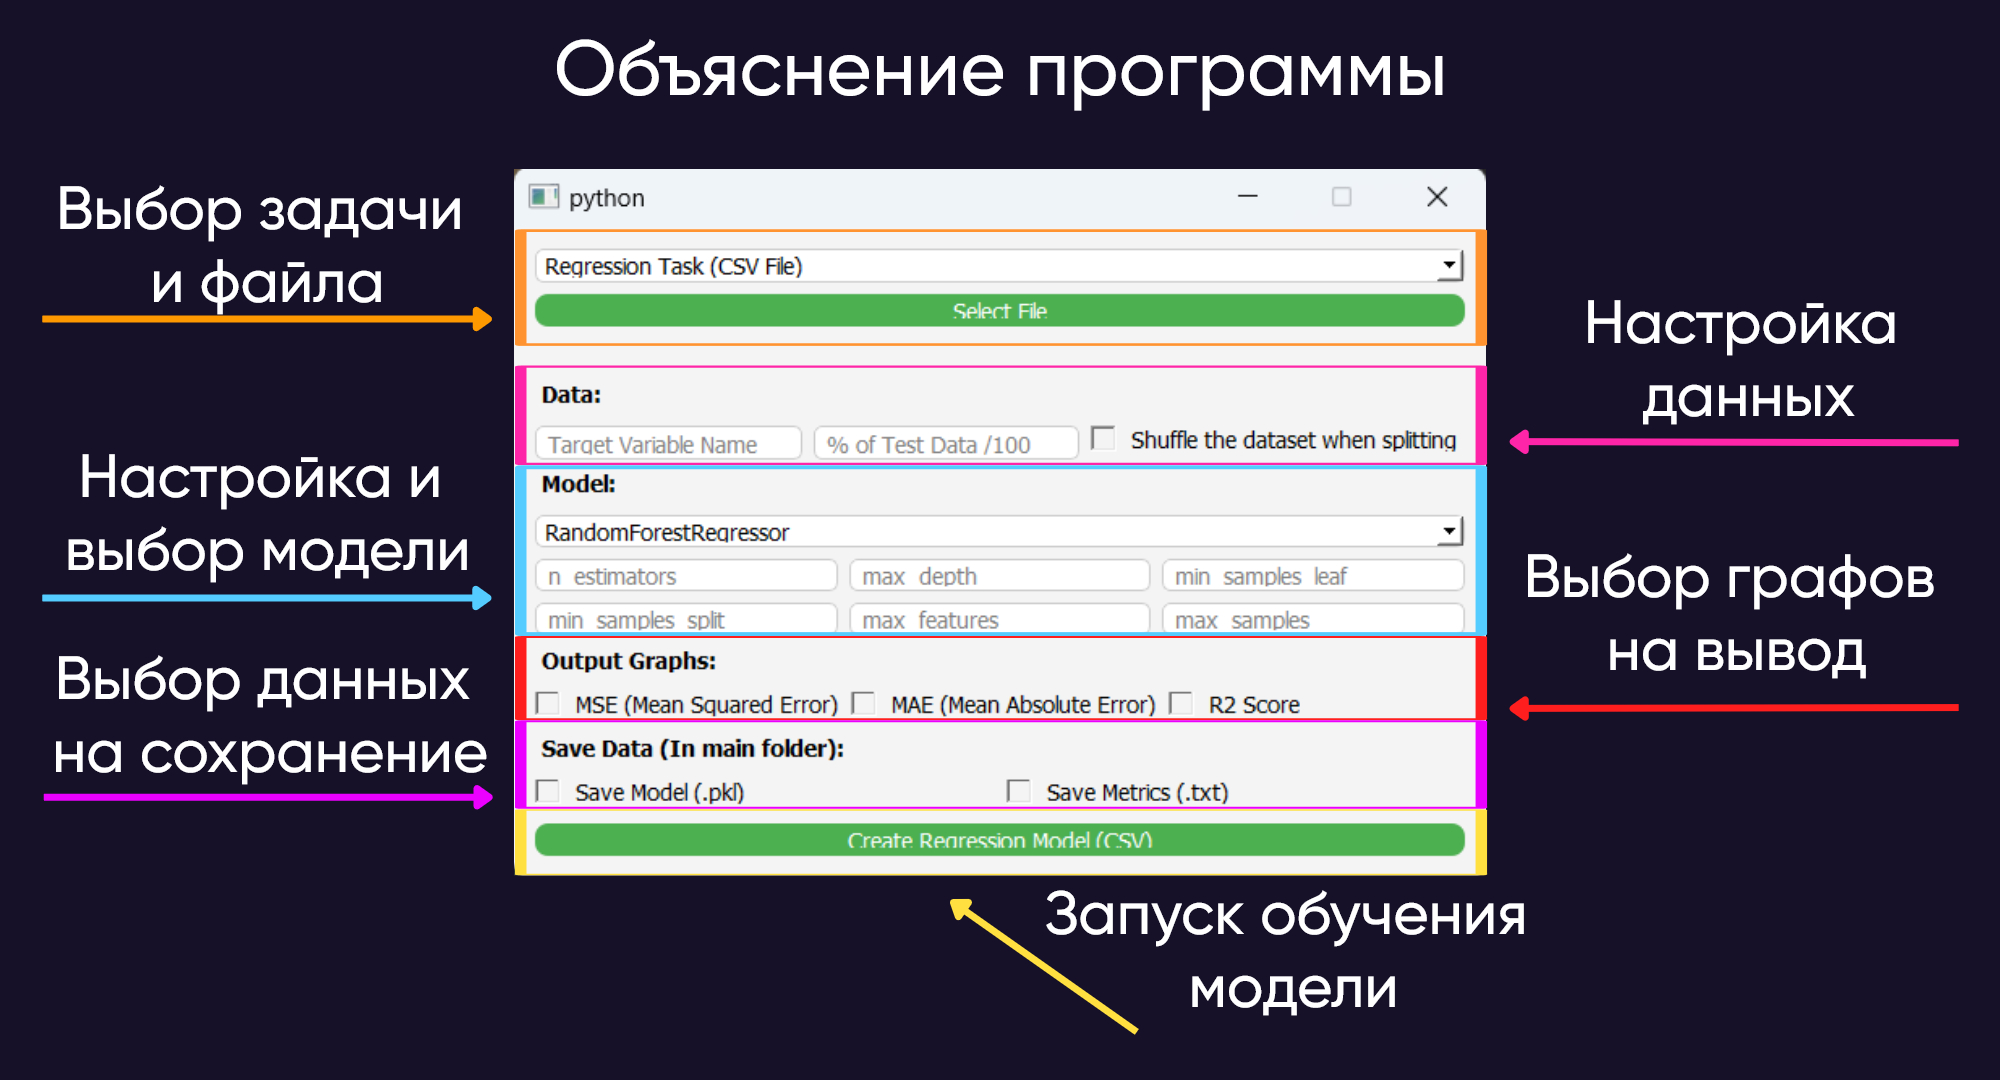 Объяснение программы
Выбор задачи
и файла
Настройка и
выбор модели
Выбор данных
на сохранение
python
Regression Task (CSV File)
Select File
Data:
Target Variable Name
% of Test Data /100
Shuffle the dataset when splitting
Model:
RandomForestRegressor
n_estimators
max_depth
min_samples_leaf
min_samples_split
max_features
max_samples
Output Graphs:
MSE (Mean Squared Error)
MAE (Mean Absolute Error)
R2 Score
Save Data (In main folder):
Save Model (.pkl)
Save Metrics (.txt)
Create Regression Model (CSV)
Настройка
данных
Выбор графов
на вывод
Запуск обучения
модели